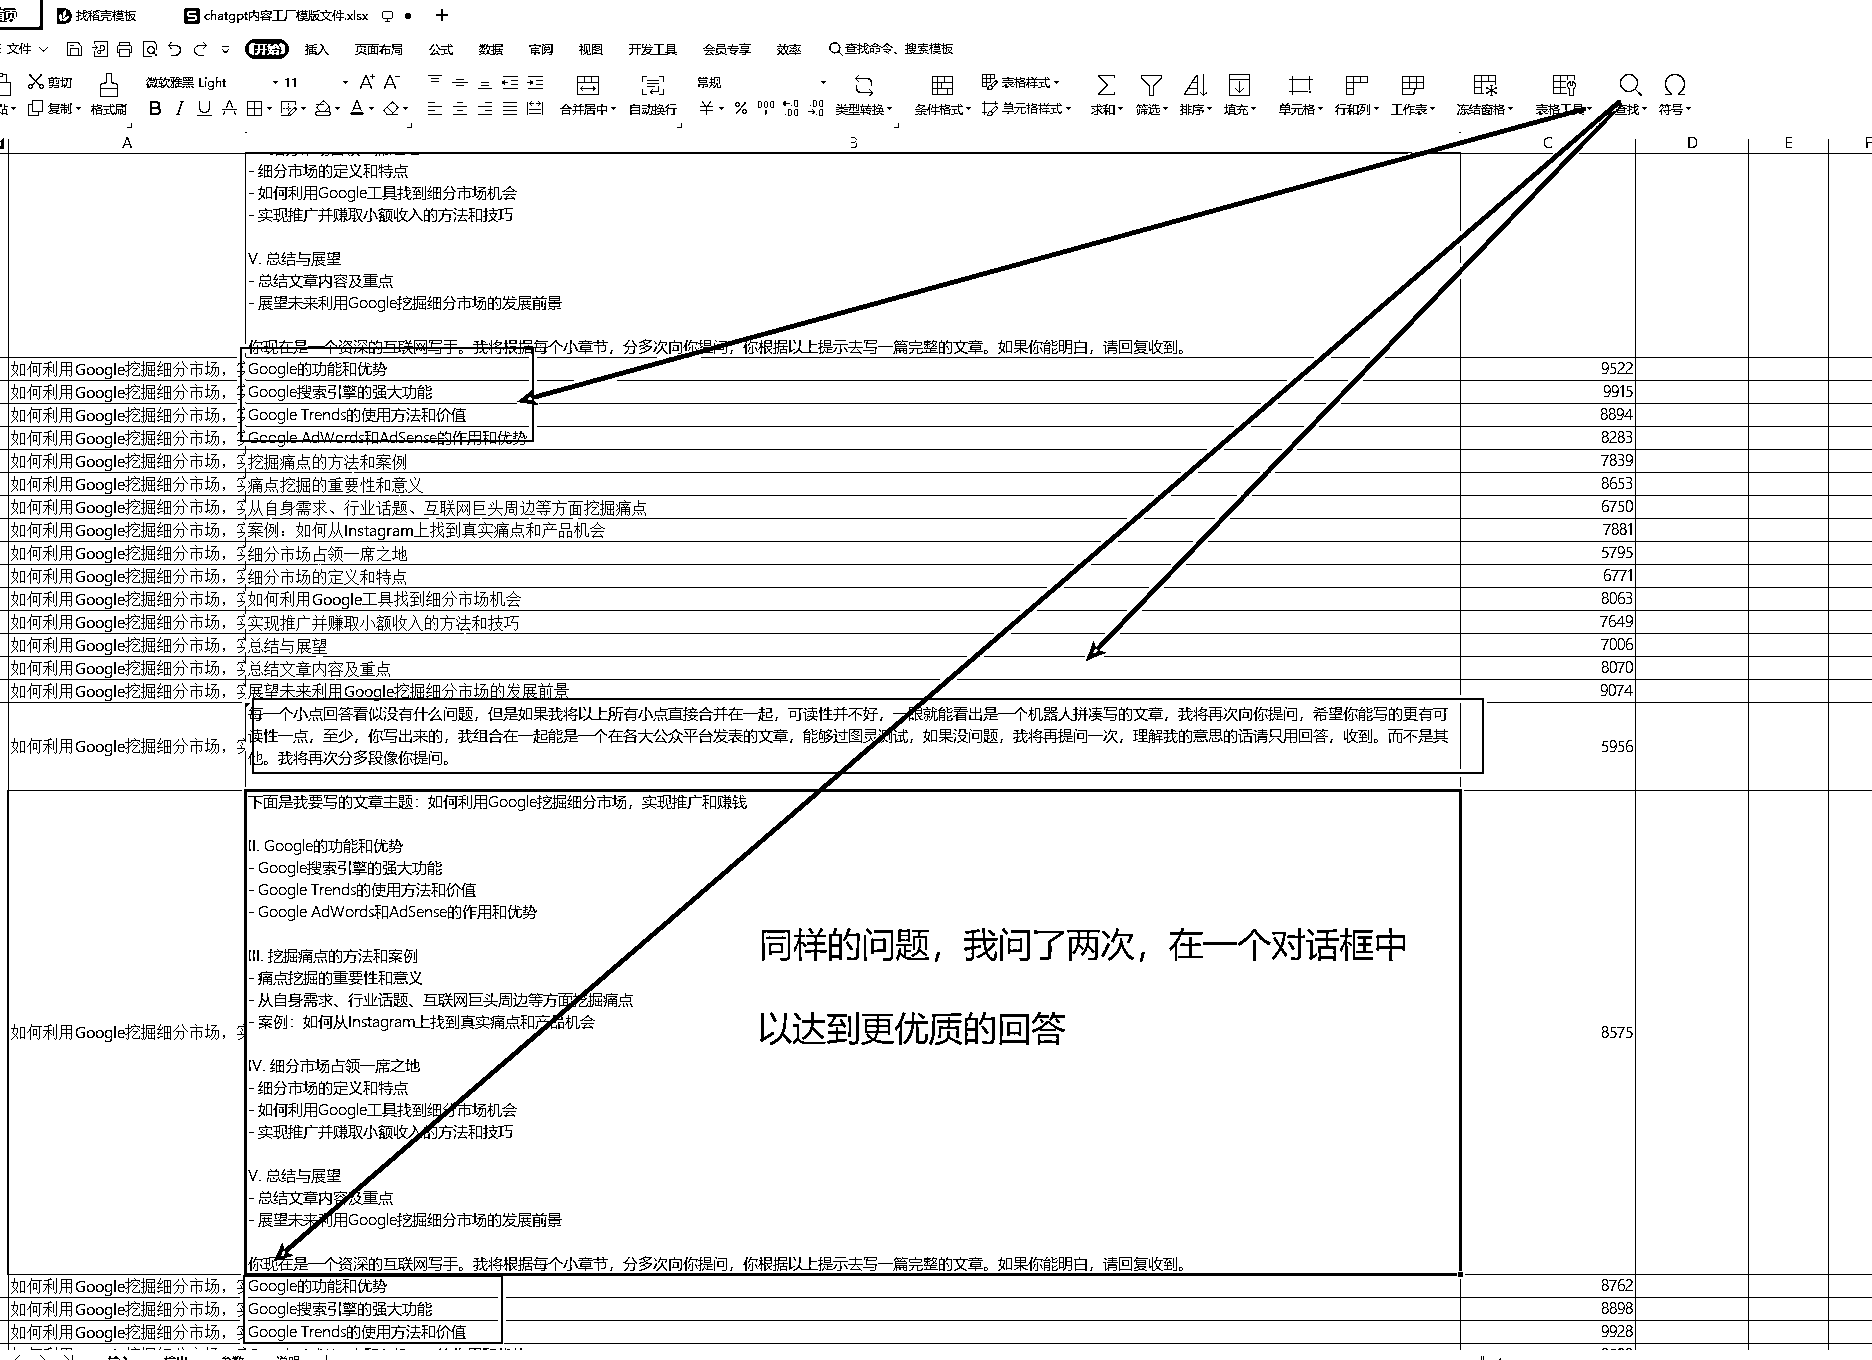 找稻壳模板
chatgpt内容工厂模版文件.xlsx
文件
开始 插入 页面布局 公式 数据 审阅 视图 开发工具 会员专享 效率 查找命令、搜索模板
剪切 微软雅黑 Light 11 A+ A- 常规 表格样式
复制 格式刷 B I U A 合并居中 自动换行 ¥ % 类型转换 条件格式 单元格样式 求和 筛选 排序 填充 单元格 行和列 工作表 冻结窗格 表格工具 查找 符号
A B C D E F
- 细分市场的定义和特点
- 如何利用Google工具找到细分市场机会
- 实现推广并赚取小额收入的方法和技巧
V. 总结与展望
- 总结文章内容及重点
- 展望未来利用Google挖掘细分市场的发展前景
你现在是一个资深的互联网写手。我将根据每个小章节，分多次向你提问，你根据以上提示去写一篇完整的文章。如果你能明白，请回复收到。
如何利用Google挖掘细分市场， Google的功能和优势 9522
如何利用Google挖掘细分市场， Google搜索引擎的强大功能 9915
如何利用Google挖掘细分市场， Google Trends的使用方法和价值 8894
如何利用Google挖掘细分市场， Google AdWords和AdSense的作用和优势 8283
如何利用Google挖掘细分市场， 挖掘痛点的方法和案例 7839
如何利用Google挖掘细分市场， 痛点挖掘的重要性和意义 8653
如何利用Google挖掘细分市场， 从自身需求、行业话题、互联网巨头周边等方面挖掘痛点 6750
如何利用Google挖掘细分市场， 案例：如何从Instagram上找到真实痛点和产品机会 7881
如何利用Google挖掘细分市场， 细分市场占领一席之地 5795
如何利用Google挖掘细分市场， 细分市场的定义和特点 6771
如何利用Google挖掘细分市场， 如何利用Google工具找到细分市场机会 8063
如何利用Google挖掘细分市场， 实现推广并赚取小额收入的方法和技巧 7649
如何利用Google挖掘细分市场， 总结与展望 7006
如何利用Google挖掘细分市场， 总结文章内容及重点 8070
如何利用Google挖掘细分市场， 展望未来利用Google挖掘细分市场的发展前景 9074
每一个小点回答看似没有什么问题，但是如果我将以上所有小点直接合并在一起，可读性并不好，一眼就能看出是一个机器人拼凑写的文章，我将再次向你提问，希望你能写的更有可
读性一点，至少，你写出来的，我组合在一起能是一个在各大公众平台发表的文章，能够过图灵测试，如果没问题，我将再提问一次，理解我的意思的话请只用回答，收到。而不是其
他。我将再次分多段像你提问。
如何利用Google挖掘细分市场， 5956
下面是我要写的文章主题：如何利用Google挖掘细分市场，实现推广和赚钱
II. Google的功能和优势
- Google搜索引擎的强大功能
- Google Trends的使用方法和价值
- Google AdWords和AdSense的作用和优势
III. 挖掘痛点的方法和案例
- 痛点挖掘的重要性和意义
- 从自身需求、行业话题、互联网巨头周边等方面挖掘痛点
- 案例：如何从Instagram上找到真实痛点和产品机会
如何利用Google挖掘细分市场， 8575
IV. 细分市场占领一席之地
- 细分市场的定义和特点
- 如何利用Google工具找到细分市场机会
- 实现推广并赚取小额收入的方法和技巧
V. 总结与展望
- 总结文章内容及重点
- 展望未来利用Google挖掘细分市场的发展前景
你现在是一个资深的互联网写手。我将根据每个小章节，分多次向你提问，你根据以上提示去写一篇完整的文章。如果你能明白，请回复收到。
同样的问题，我问了两次，在一个对话框中
以达到更优质的回答
如何利用Google挖掘细分市场， Google的功能和优势 8762
如何利用Google挖掘细分市场， Google搜索引擎的强大功能 8898
如何利用Google挖掘细分市场， Google Trends的使用方法和价值 9928